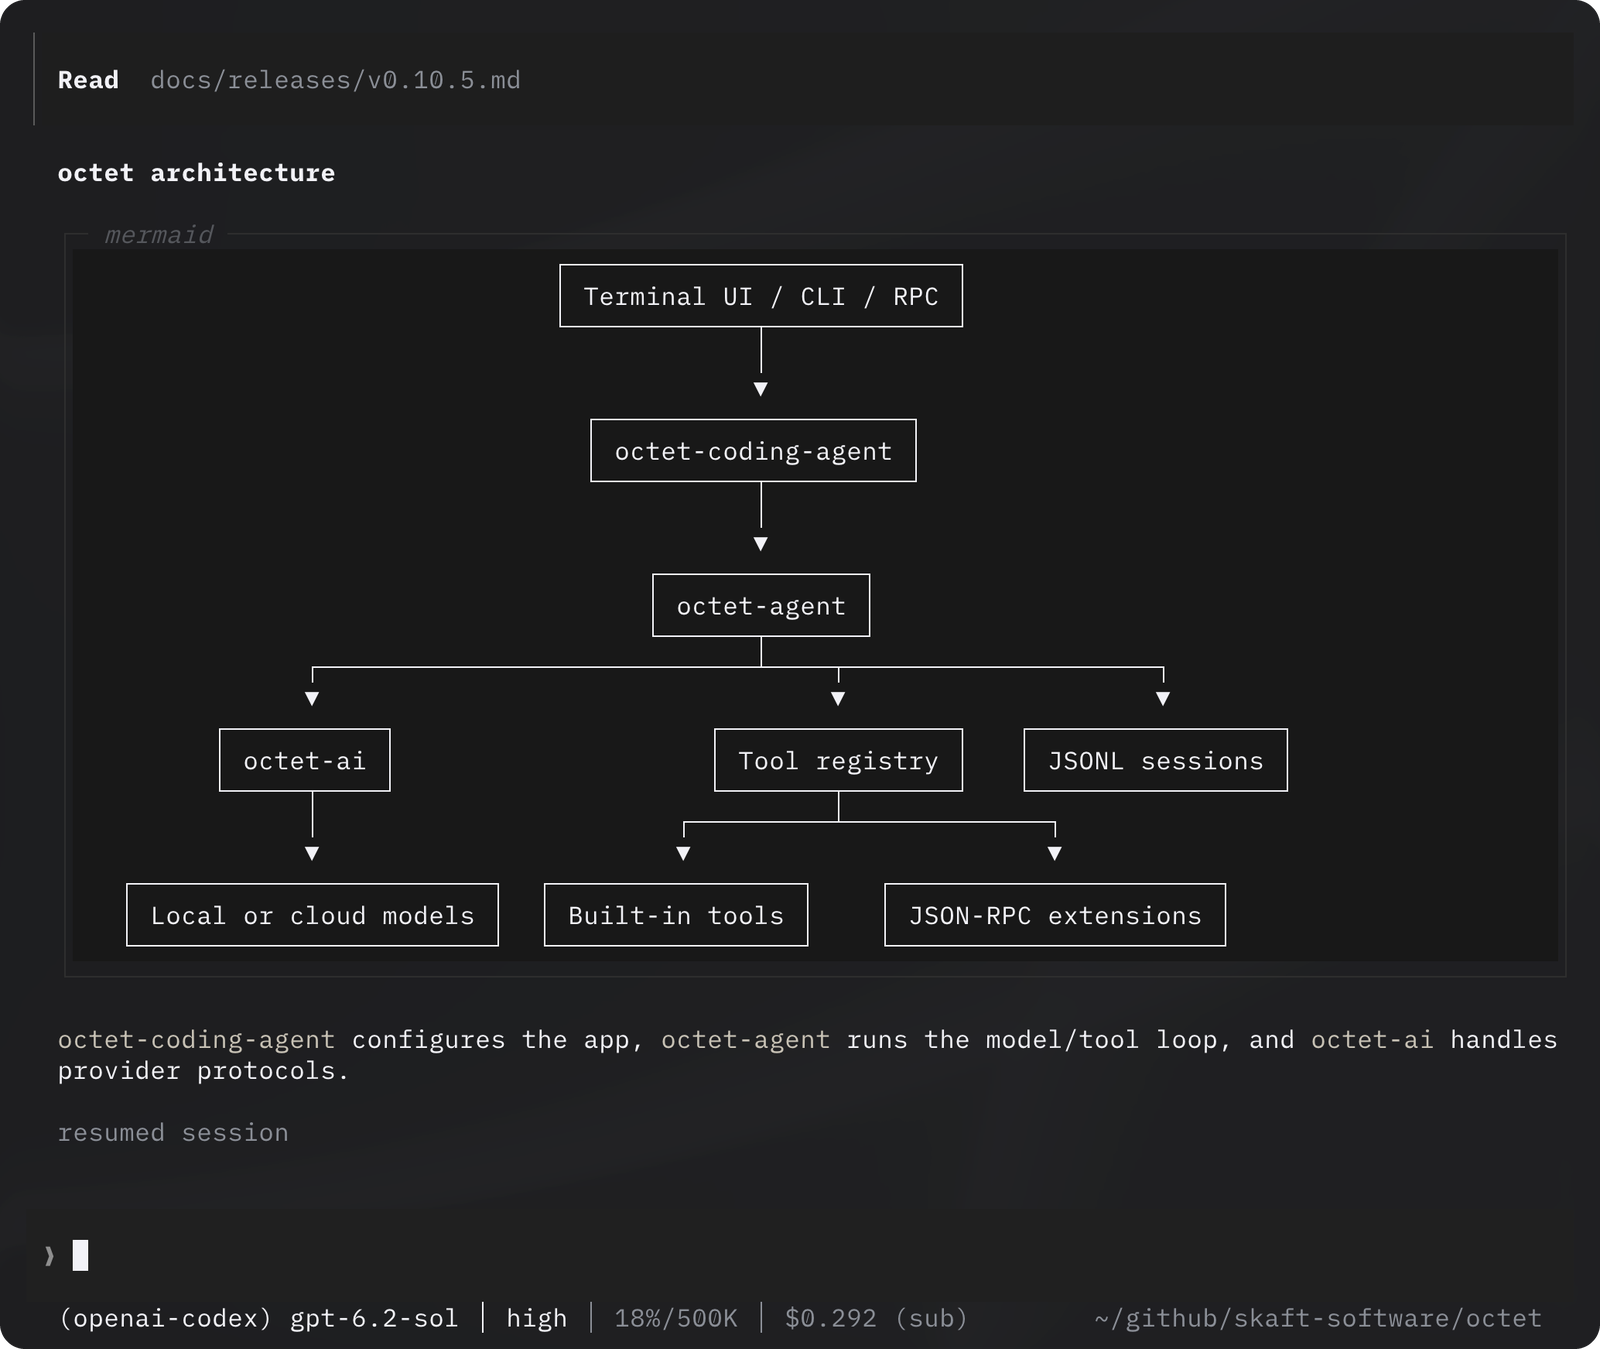 Read docs/releases/v0.10.5.md
octet architecture
mermaid
Terminal UI / CLI / RPC
octet-coding-agent
octet-agent
octet-ai
Tool registry
JSONL sessions
Local or cloud models
Built-in tools
JSON-RPC extensions
octet-coding-agent configures the app, octet-agent runs the model/tool loop, and octet-ai handles
provider protocols.
resumed session
(openai-codex) gpt-6.2-sol │ high │ 18%/500K │ $0.292 (sub) ~/github/skaft-software/octet